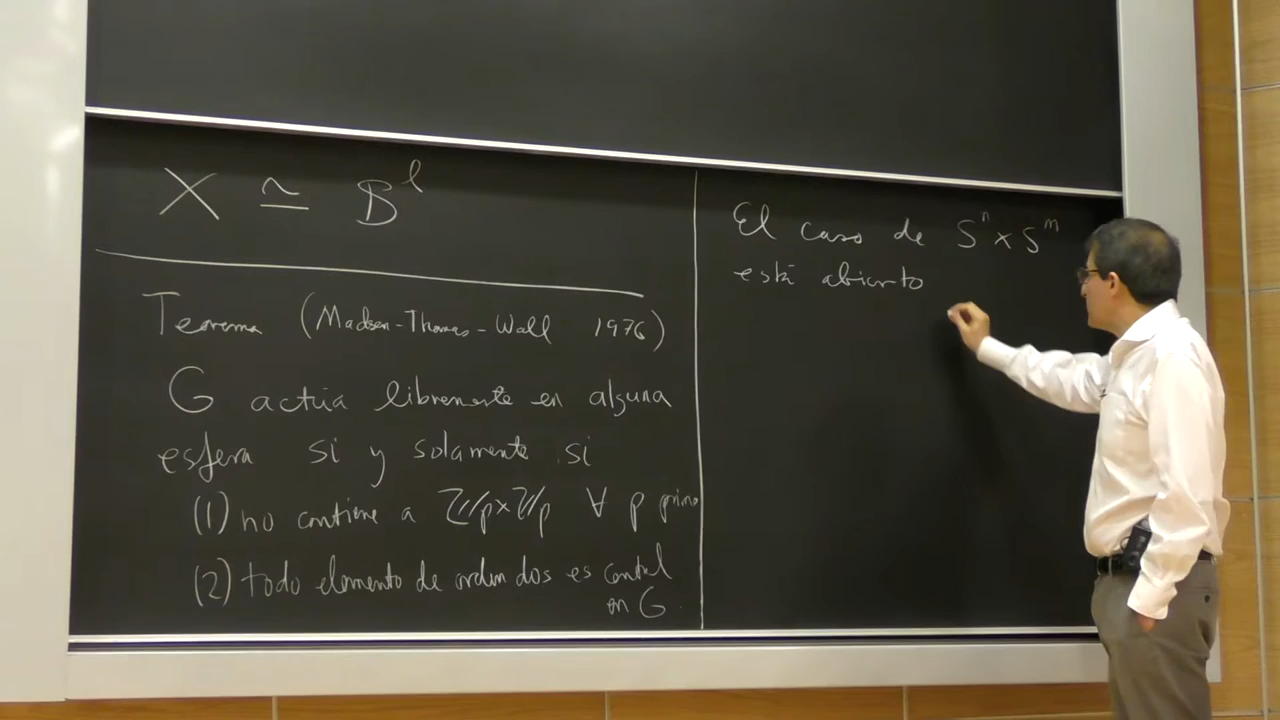 X ≃ B^l
Teorema (Madsen-Thomas-Wall 1976)
G actúa libremente en alguna
esfera si y solamente si
(1) no contiene a Z/p×Z/p ∀ p primo
(2) todo elemento de orden dos es central
en G.
El caso de S^n × S^m
está abierto